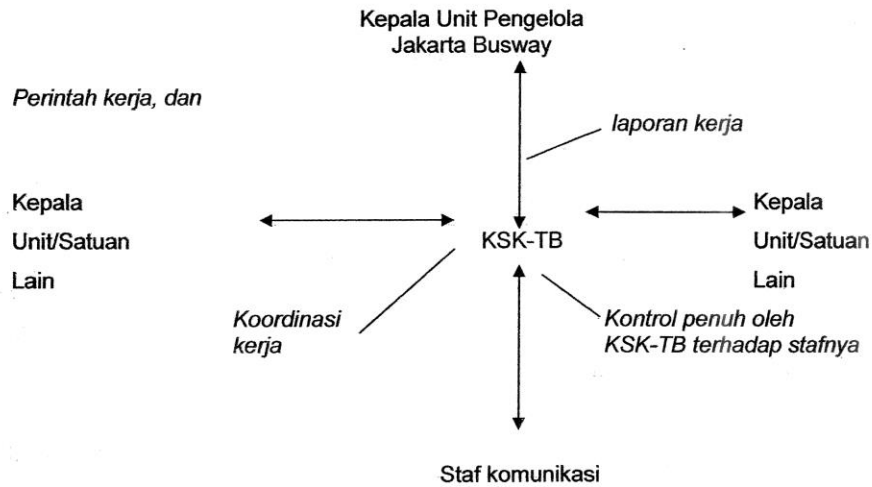 Kepala Unit Pengelola
Jakarta Busway
Perintah kerja, dan
laporan kerja
Kepala
Unit/Satuan
Lain
KSK-TB
Kepala
Unit/Satuan
Lain
Koordinasi
kerja
Kontrol penuh oleh
KSK-TB terhadap stafnya
Staf komunikasi